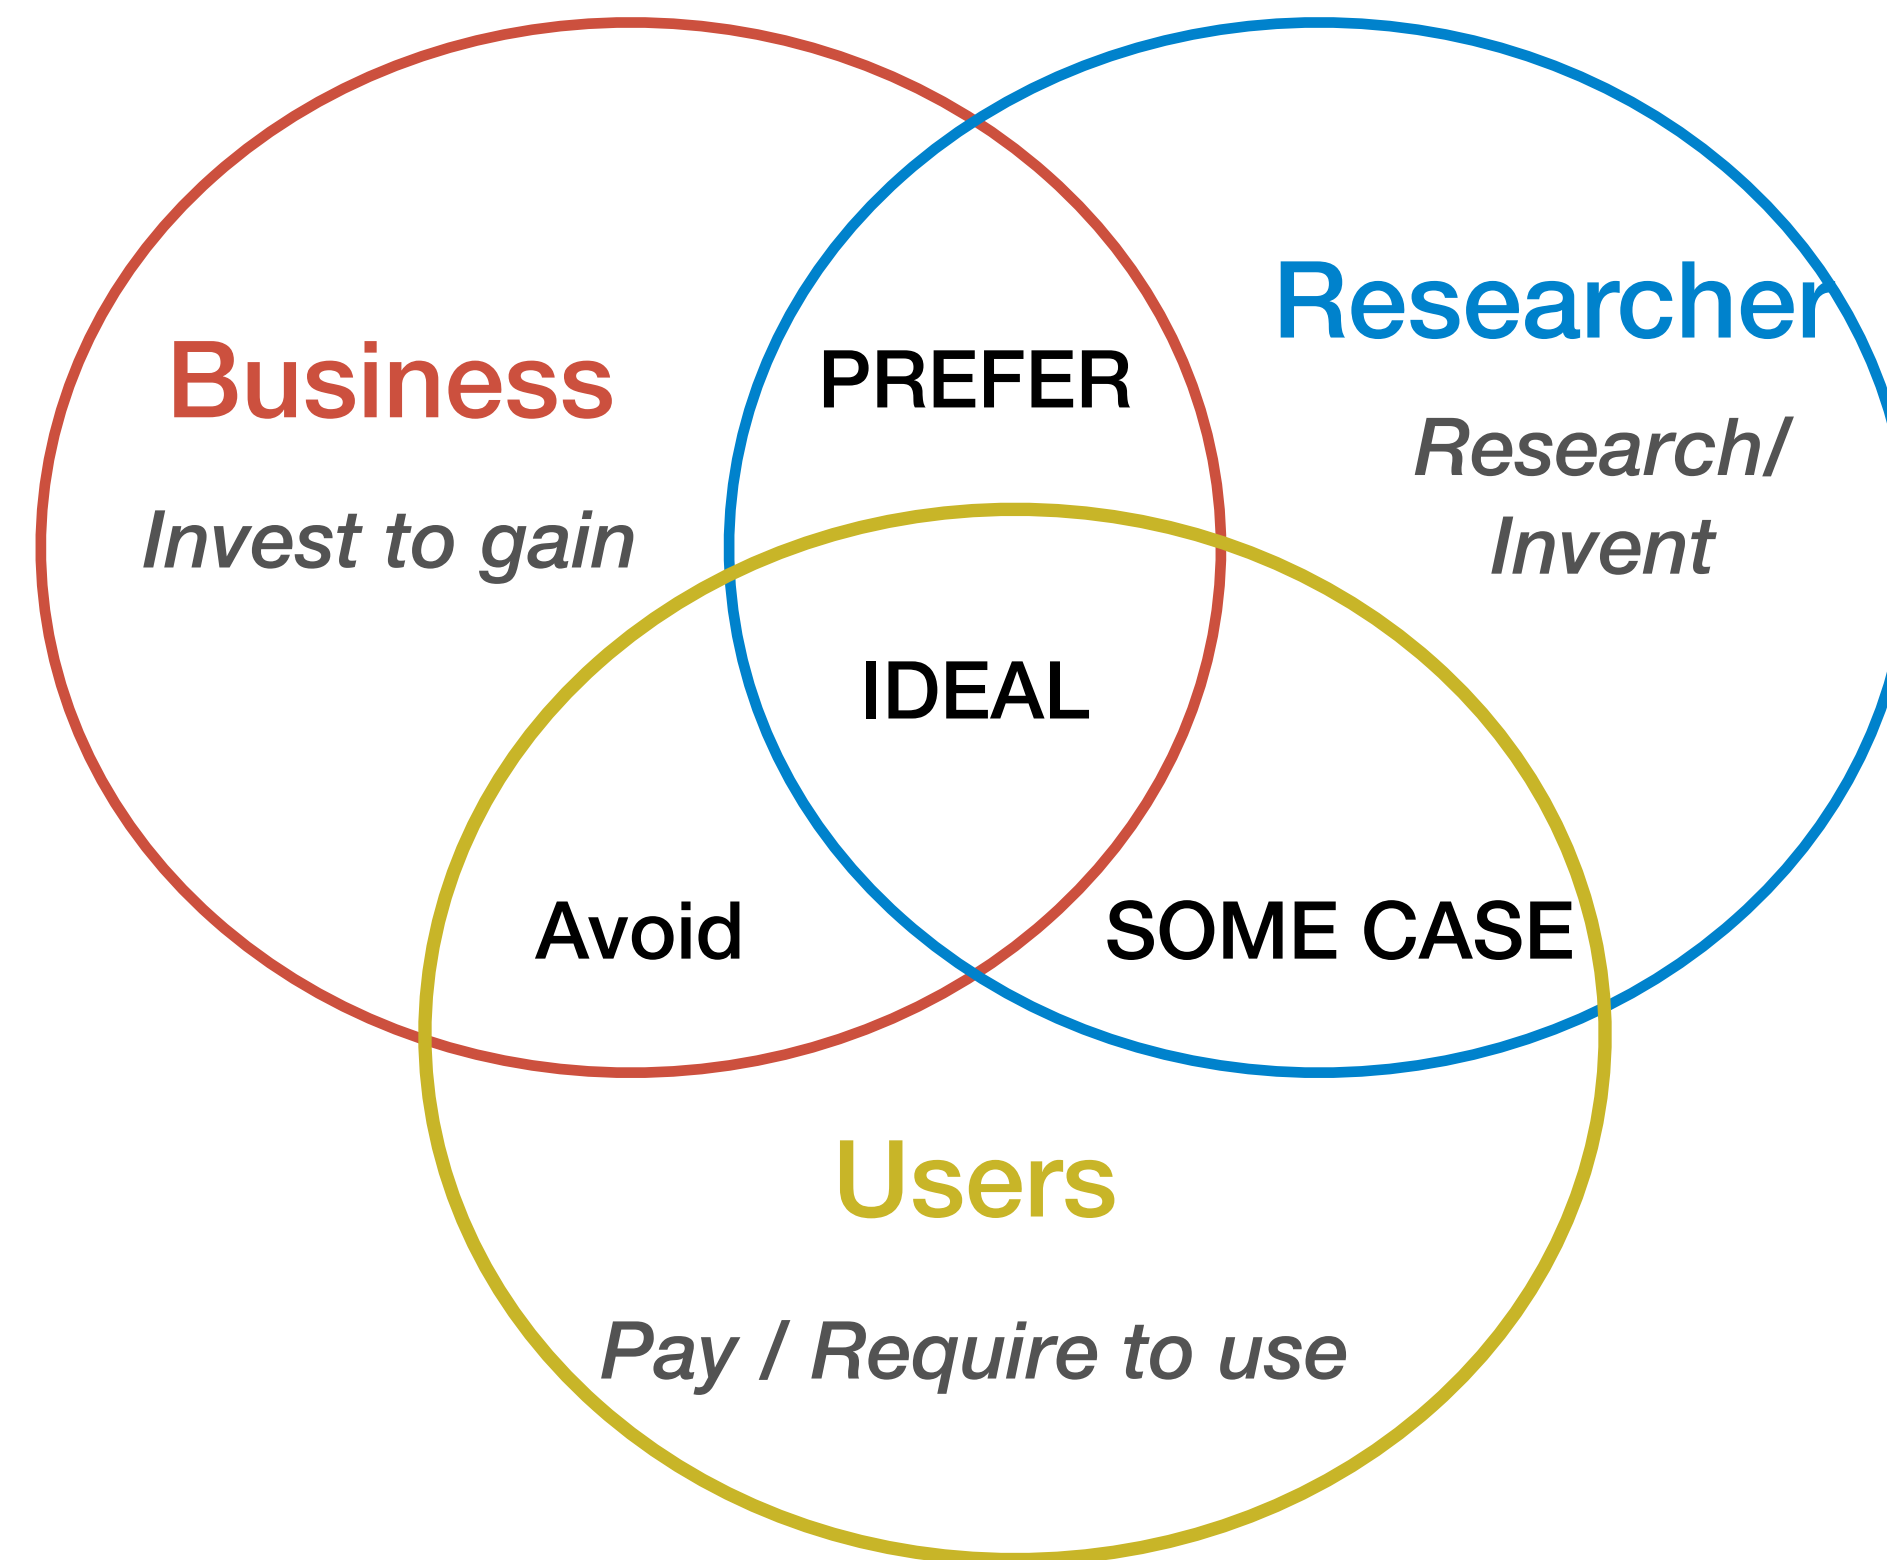 Business
Invest to gain
PREFER
Researcher
Research/
Invent
IDEAL
Avoid
SOME CASE
Users
Pay / Require to use